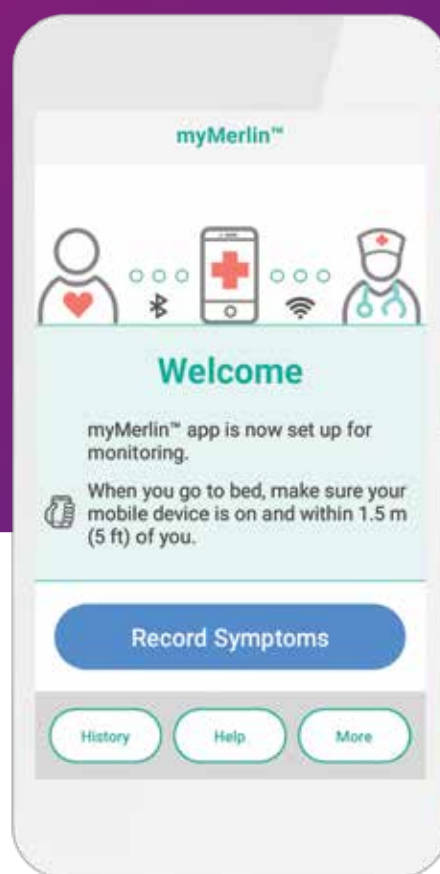 myMerlin™
Welcome
myMerlin™ app is now set up for
monitoring.
When you go to bed, make sure your
mobile device is on and within 1.5 m
(5 ft) of you.
Record Symptoms
History
Help
More